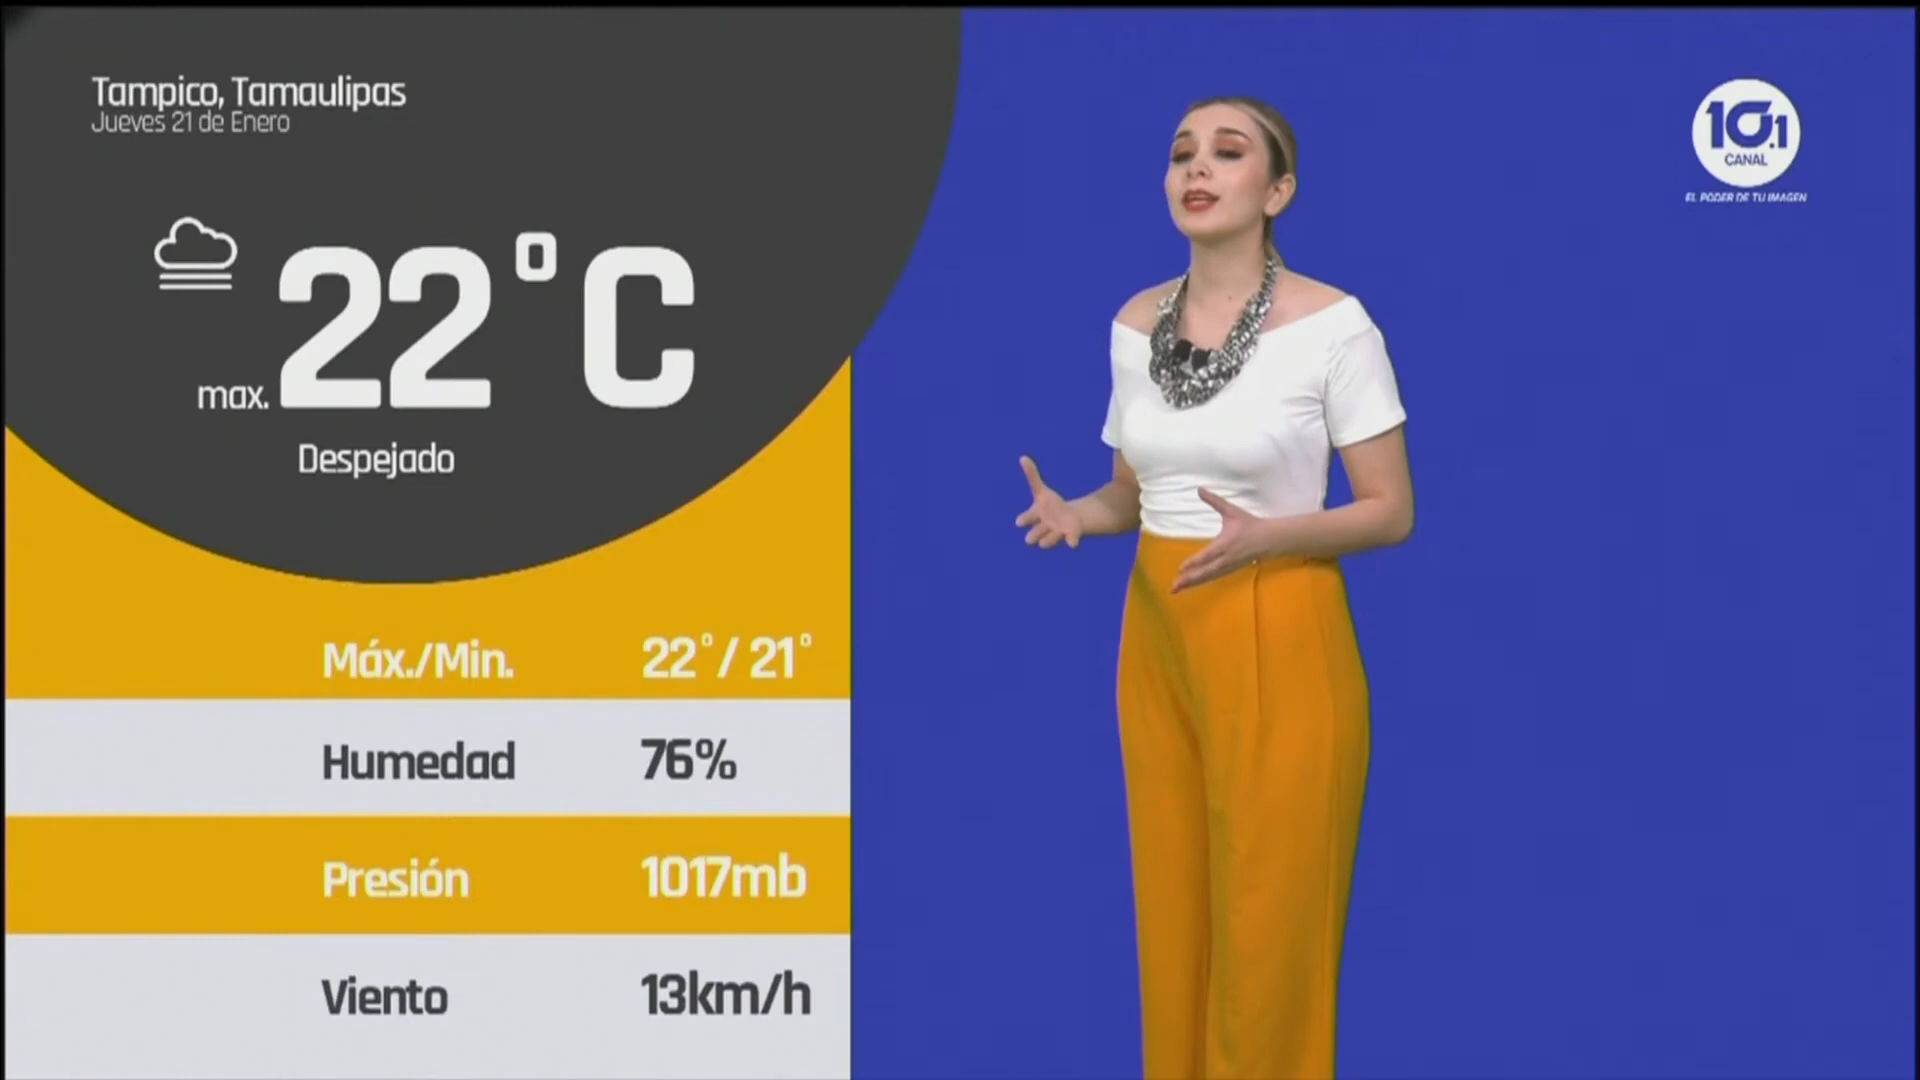 Tampico, Tamaulipas
Jueves 21 de Enero
22°C
max.
Despejado
Máx./Min. 22°/ 21°
Humedad 76%
Presión 1017mb
Viento 13km/h
10.1
CANAL
EL PODER DE TU IMAGEN